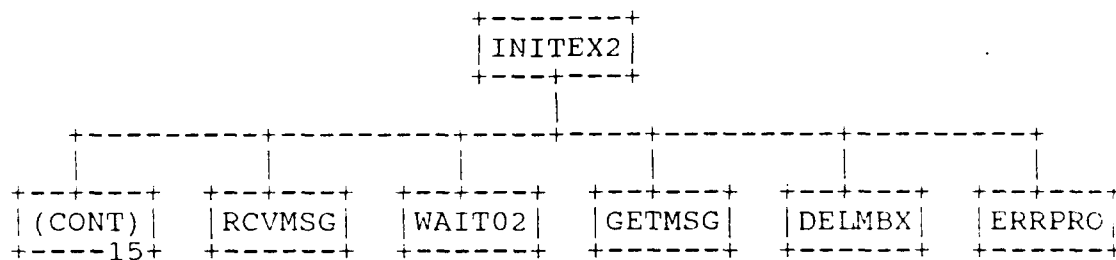 INITEX2
(CONT) RCVMSG WAIT02 GETMSG DELMBX ERRPRO
15